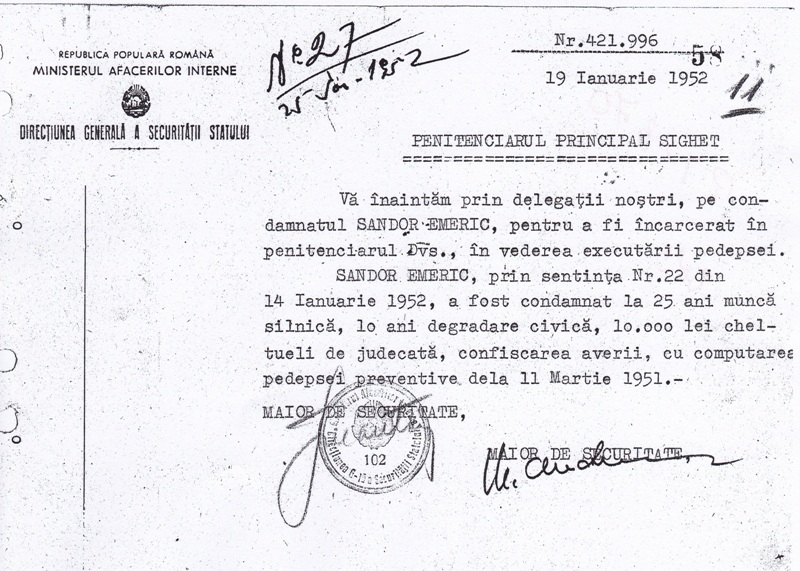 REPUBLICA POPULARĂ ROMÂNĂ
MINISTERUL AFACERILOR INTERNE
DIRECȚIUNEA GENERALĂ A SECURITĂȚII STATULUI
Nº 27
25 - 1952
Nr.421.996
58
19 Ianuarie 1952
11
PENITENCIARUL PRINCIPAL SIGHET
==============================
Vă înaintăm prin delegații noștri, pe con-
damnatul SANDOR EMERIC, pentru a fi încarcerat în
penitenciarul Dvs., în vederea executării pedepsei.
SANDOR EMERIC, prin sentința Nr.22 din
14 Ianuarie 1952, a fost condamnat la 25 ani muncă
silnică, lo ani degradare civică, lo.ooo lei chel-
tueli de judecată, confiscarea averii, cu computarea
pedepsei preventive dela 11 Martie 1951.-
MAIOR DE SECURITATE,
102
MAIOR DE SECURITATE